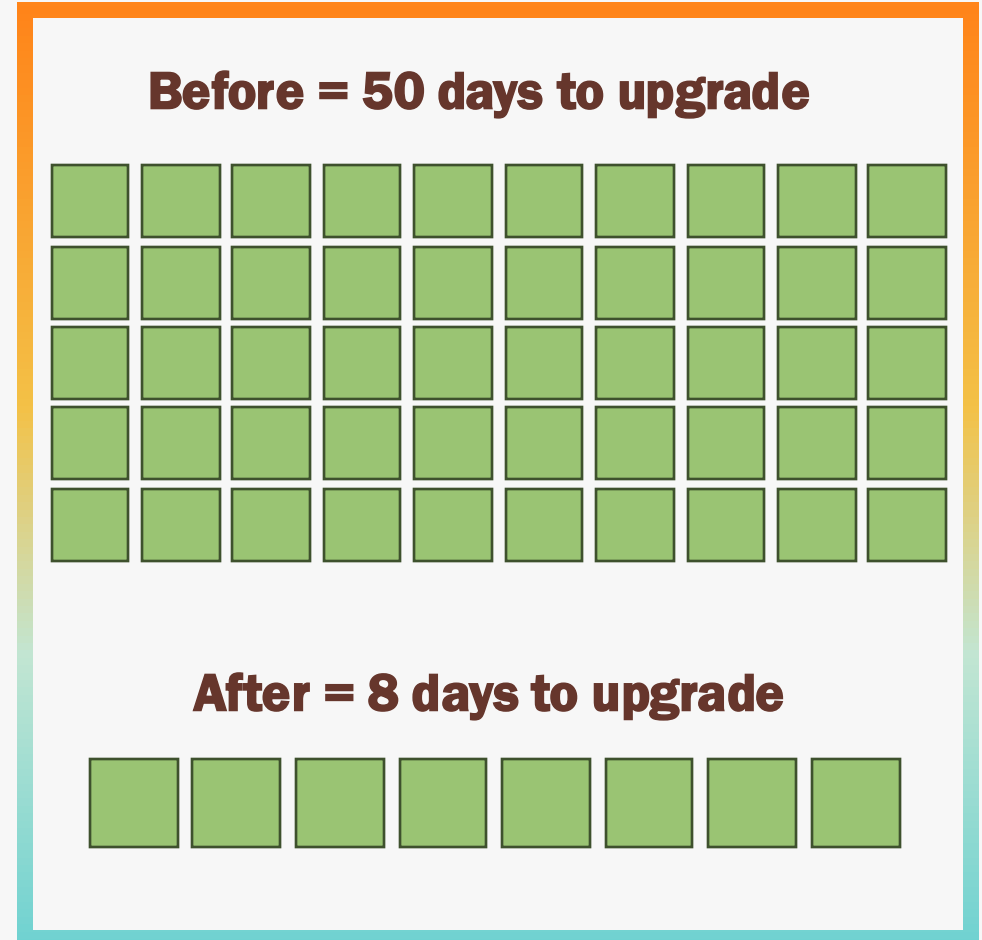 Before = 50 days to upgrade
After = 8 days to upgrade